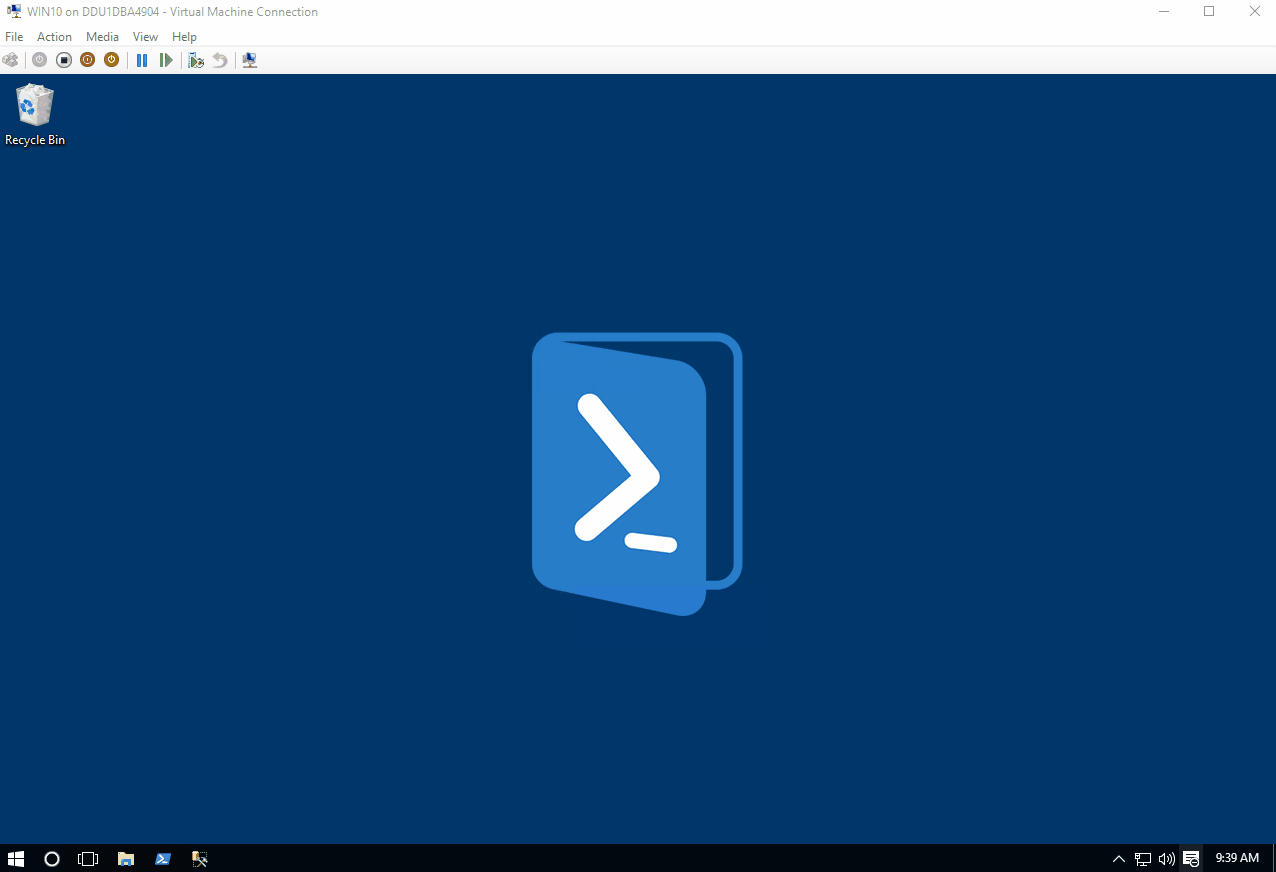 WIN10 on DDU1DBA4904 - Virtual Machine Connection
File Action Media View Help
Recycle Bin
9:39 AM